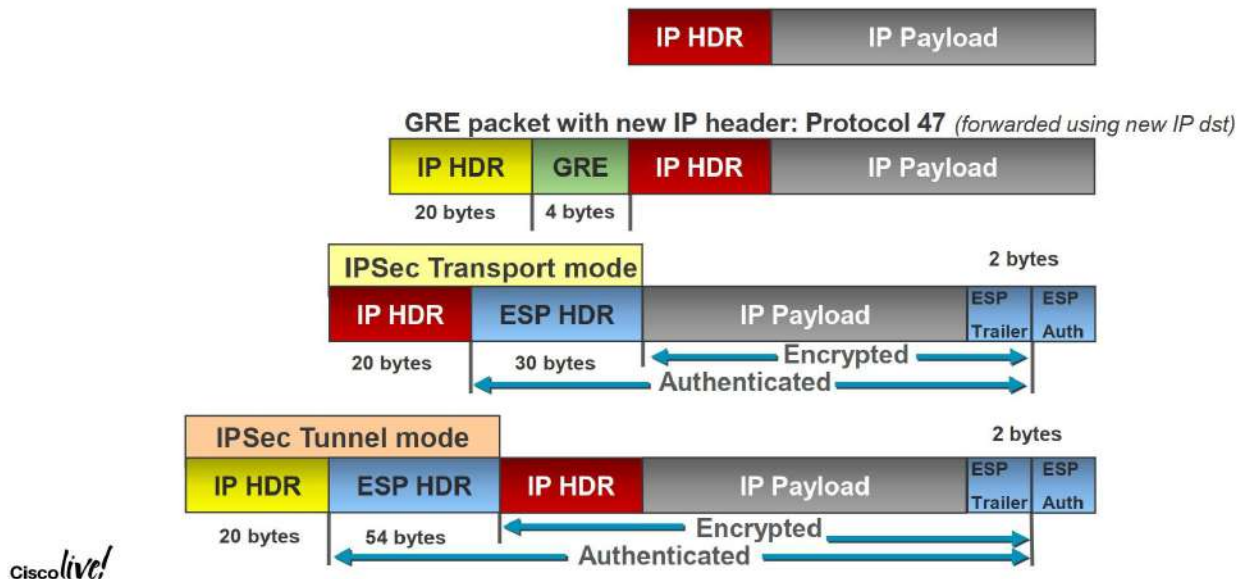 IP HDR IP Payload
GRE packet with new IP header: Protocol 47 (forwarded using new IP dst)
IP HDR GRE IP HDR IP Payload
20 bytes 4 bytes
IPSec Transport mode 2 bytes
IP HDR ESP HDR IP Payload ESP Trailer ESP Auth
20 bytes 30 bytes Encrypted
Authenticated
IPSec Tunnel mode 2 bytes
IP HDR ESP HDR IP HDR IP Payload ESP Trailer ESP Auth
20 bytes 54 bytes Encrypted
Authenticated
Cisco live!